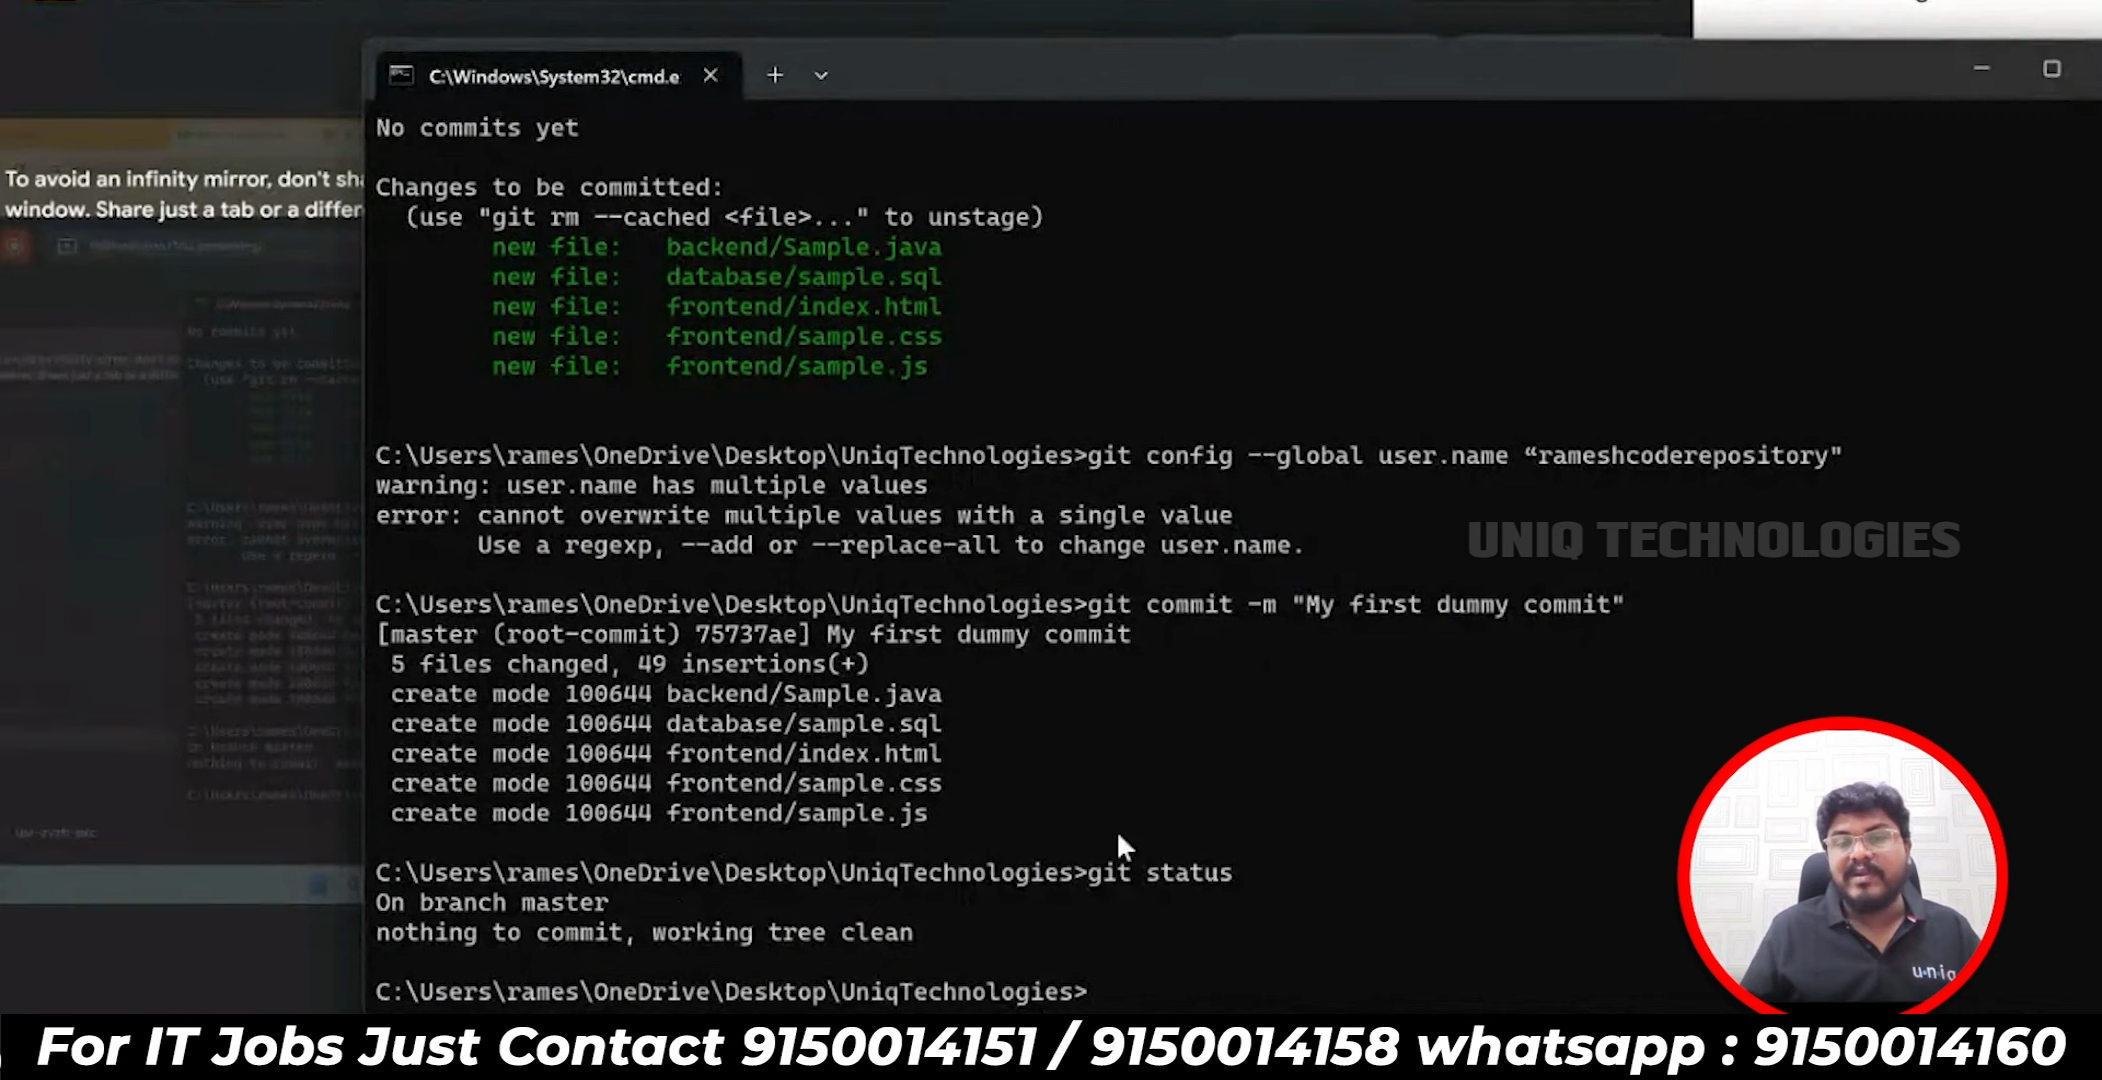 C:\Windows\System32\cmd.e
No commits yet
To avoid an infinity mirror, don't sha
window. Share just a tab or a differ
Changes to be committed:
(use "git rm --cached <file>..." to unstage)
new file: backend/Sample.java
new file: database/sample.sql
new file: frontend/index.html
new file: frontend/sample.css
new file: frontend/sample.js
C:\Users\rames\OneDrive\Desktop\UniqTechnologies>git config --global user.name “rameshcoderepository"
warning: user.name has multiple values
error: cannot overwrite multiple values with a single value
Use a regexp, --add or --replace-all to change user.name.
UNIQ TECHNOLOGIES
C:\Users\rames\OneDrive\Desktop\UniqTechnologies>git commit -m "My first dummy commit"
[master (root-commit) 75737ae] My first dummy commit
5 files changed, 49 insertions(+)
create mode 100644 backend/Sample.java
create mode 100644 database/sample.sql
create mode 100644 frontend/index.html
create mode 100644 frontend/sample.css
create mode 100644 frontend/sample.js
C:\Users\rames\OneDrive\Desktop\UniqTechnologies>git status
On branch master
nothing to commit, working tree clean
u·n·iq
C:\Users\rames\OneDrive\Desktop\UniqTechnologies>
For IT Jobs Just Contact 9150014151 / 9150014158 whatsapp : 9150014160